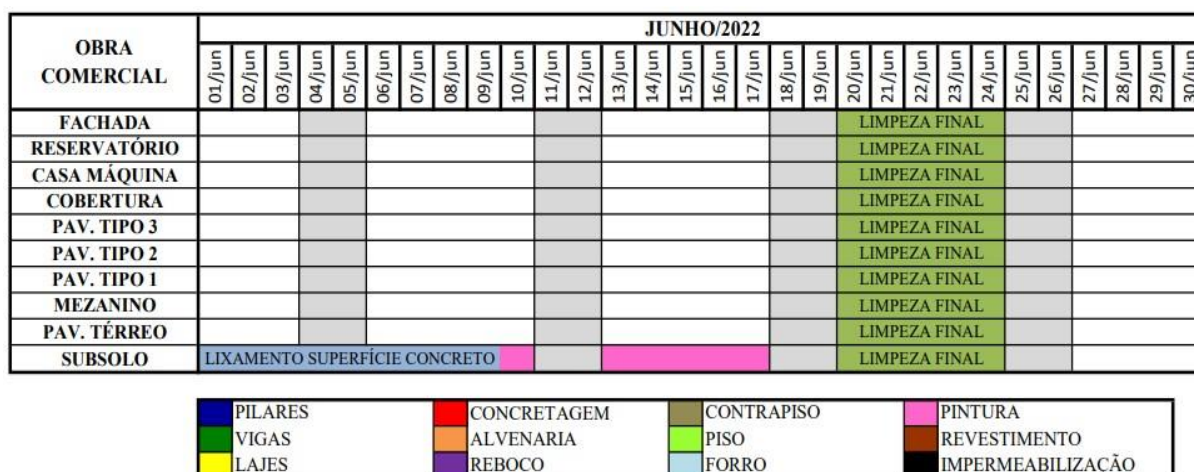 OBRA COMERCIAL
JUNHO/2022
01/jun 02/jun 03/jun 04/jun 05/jun 06/jun 07/jun 08/jun 09/jun 10/jun 11/jun 12/jun 13/jun 14/jun 15/jun 16/jun 17/jun 18/jun 19/jun 20/jun 21/jun 22/jun 23/jun 24/jun 25/jun 26/jun 27/jun 28/jun 29/jun 30/jun
FACHADA LIMPEZA FINAL
RESERVATÓRIO LIMPEZA FINAL
CASA MÁQUINA LIMPEZA FINAL
COBERTURA LIMPEZA FINAL
PAV. TIPO 3 LIMPEZA FINAL
PAV. TIPO 2 LIMPEZA FINAL
PAV. TIPO 1 LIMPEZA FINAL
MEZANINO LIMPEZA FINAL
PAV. TÉRREO LIMPEZA FINAL
SUBSOLO LIXAMENTO SUPERFÍCIE CONCRETO LIMPEZA FINAL
PILARES CONCRETAGEM CONTRAPISO PINTURA
VIGAS ALVENARIA PISO REVESTIMENTO
LAJES REBOCO FORRO IMPERMEABILIZAÇÃO